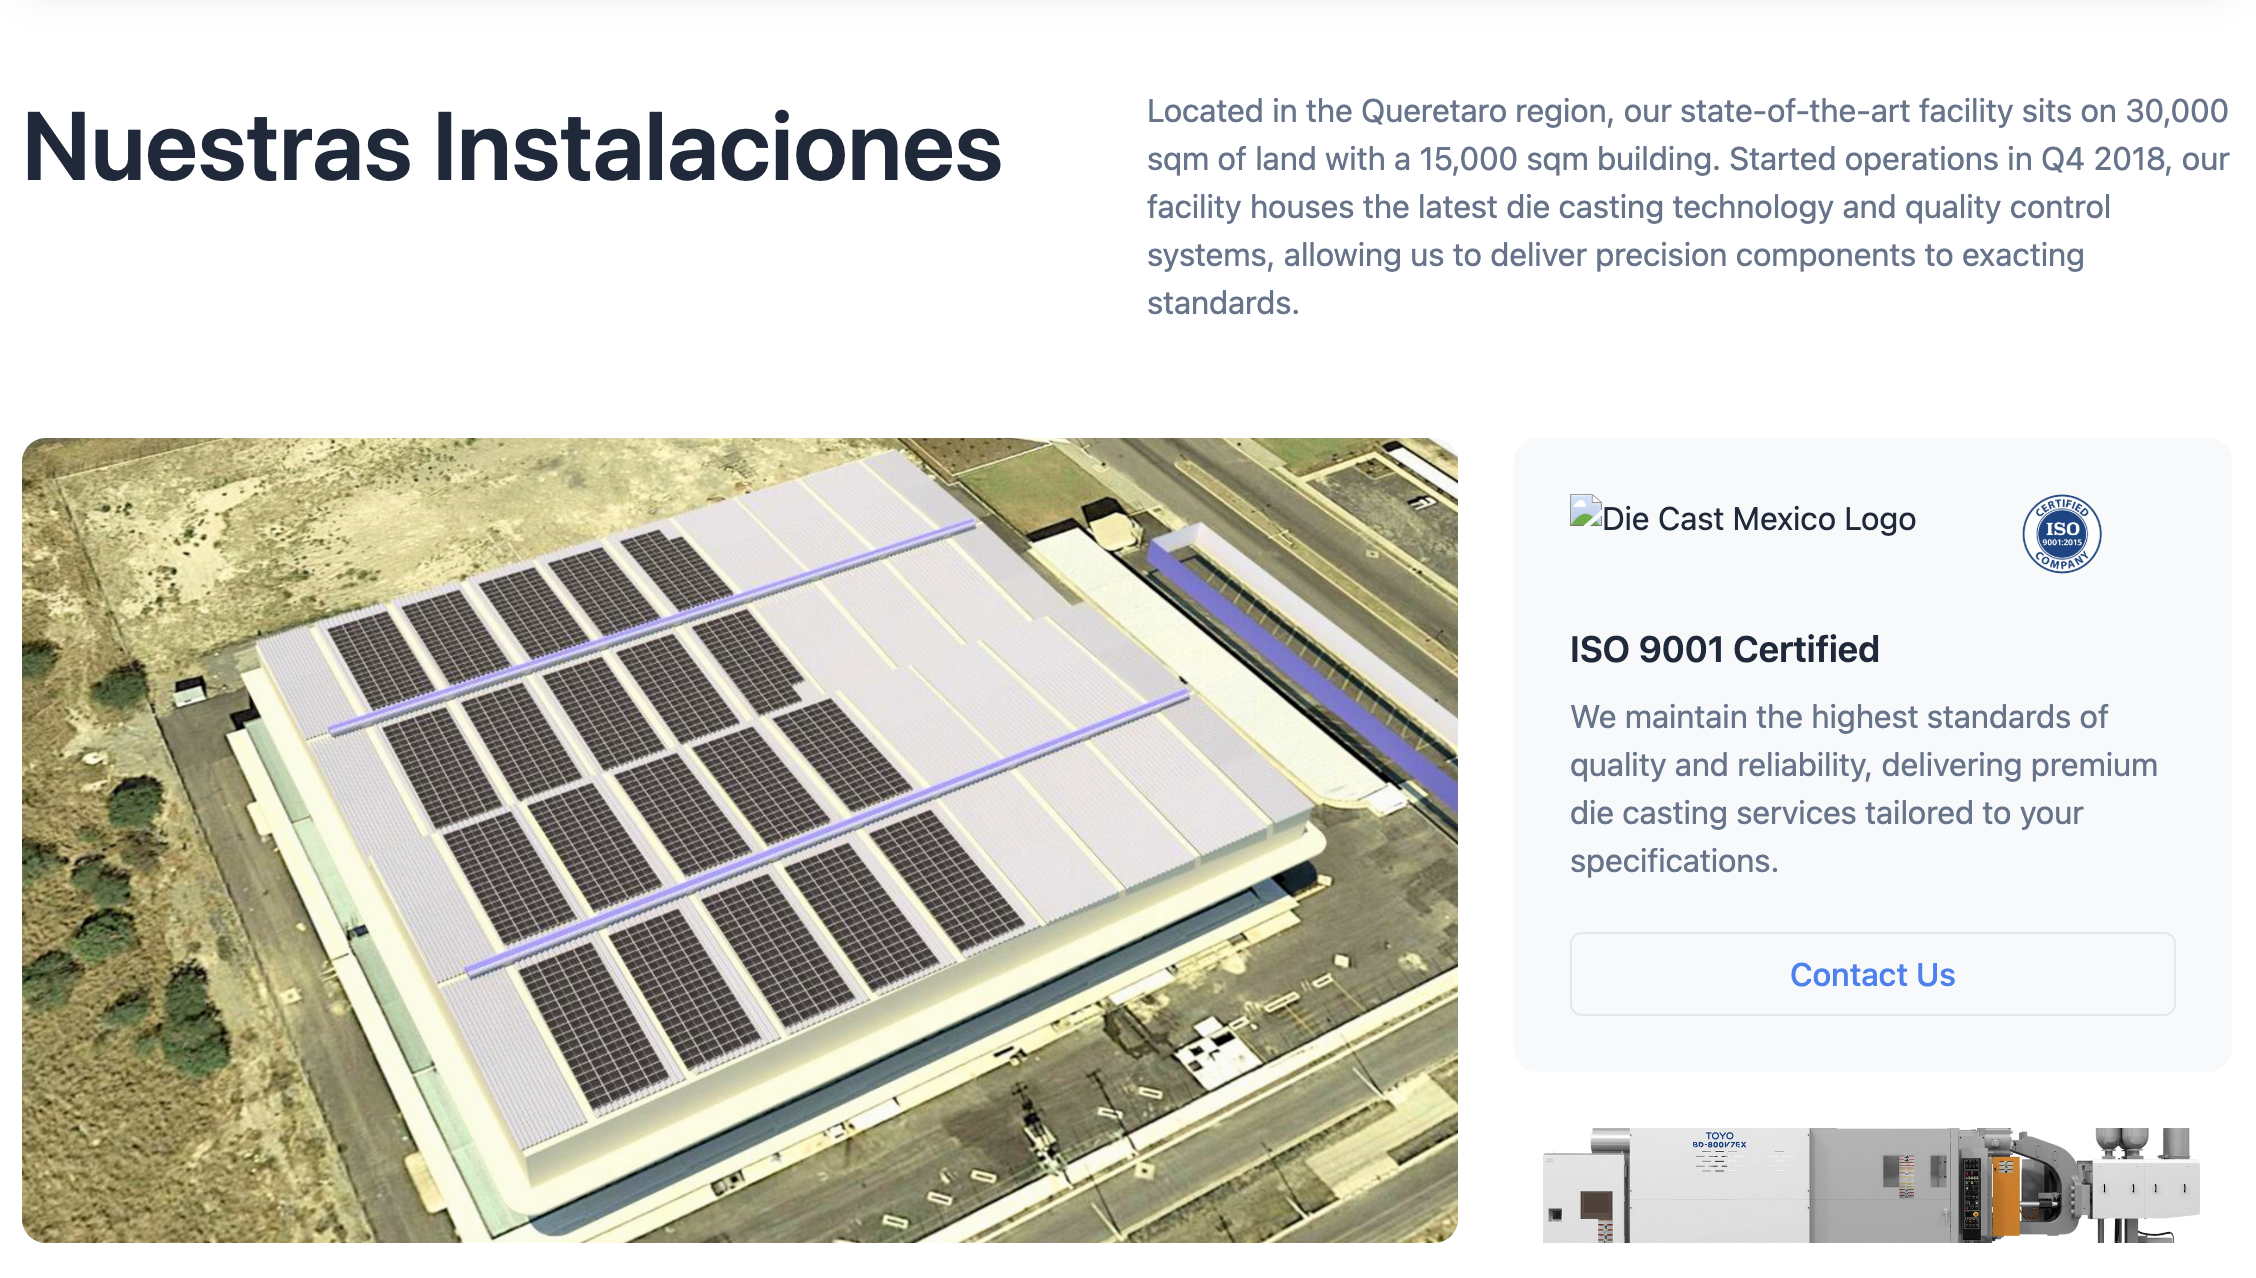 Nuestras Instalaciones
Located in the Queretaro region, our state-of-the-art facility sits on 30,000
sqm of land with a 15,000 sqm building. Started operations in Q4 2018, our
facility houses the latest die casting technology and quality control
systems, allowing us to deliver precision components to exacting
standards.
Die Cast Mexico Logo
CERTIFIED
ISO
9001:2015
COMPANY
ISO 9001 Certified
We maintain the highest standards of
quality and reliability, delivering premium
die casting services tailored to your
specifications.
Contact Us
TOYO
BD-800V7EX